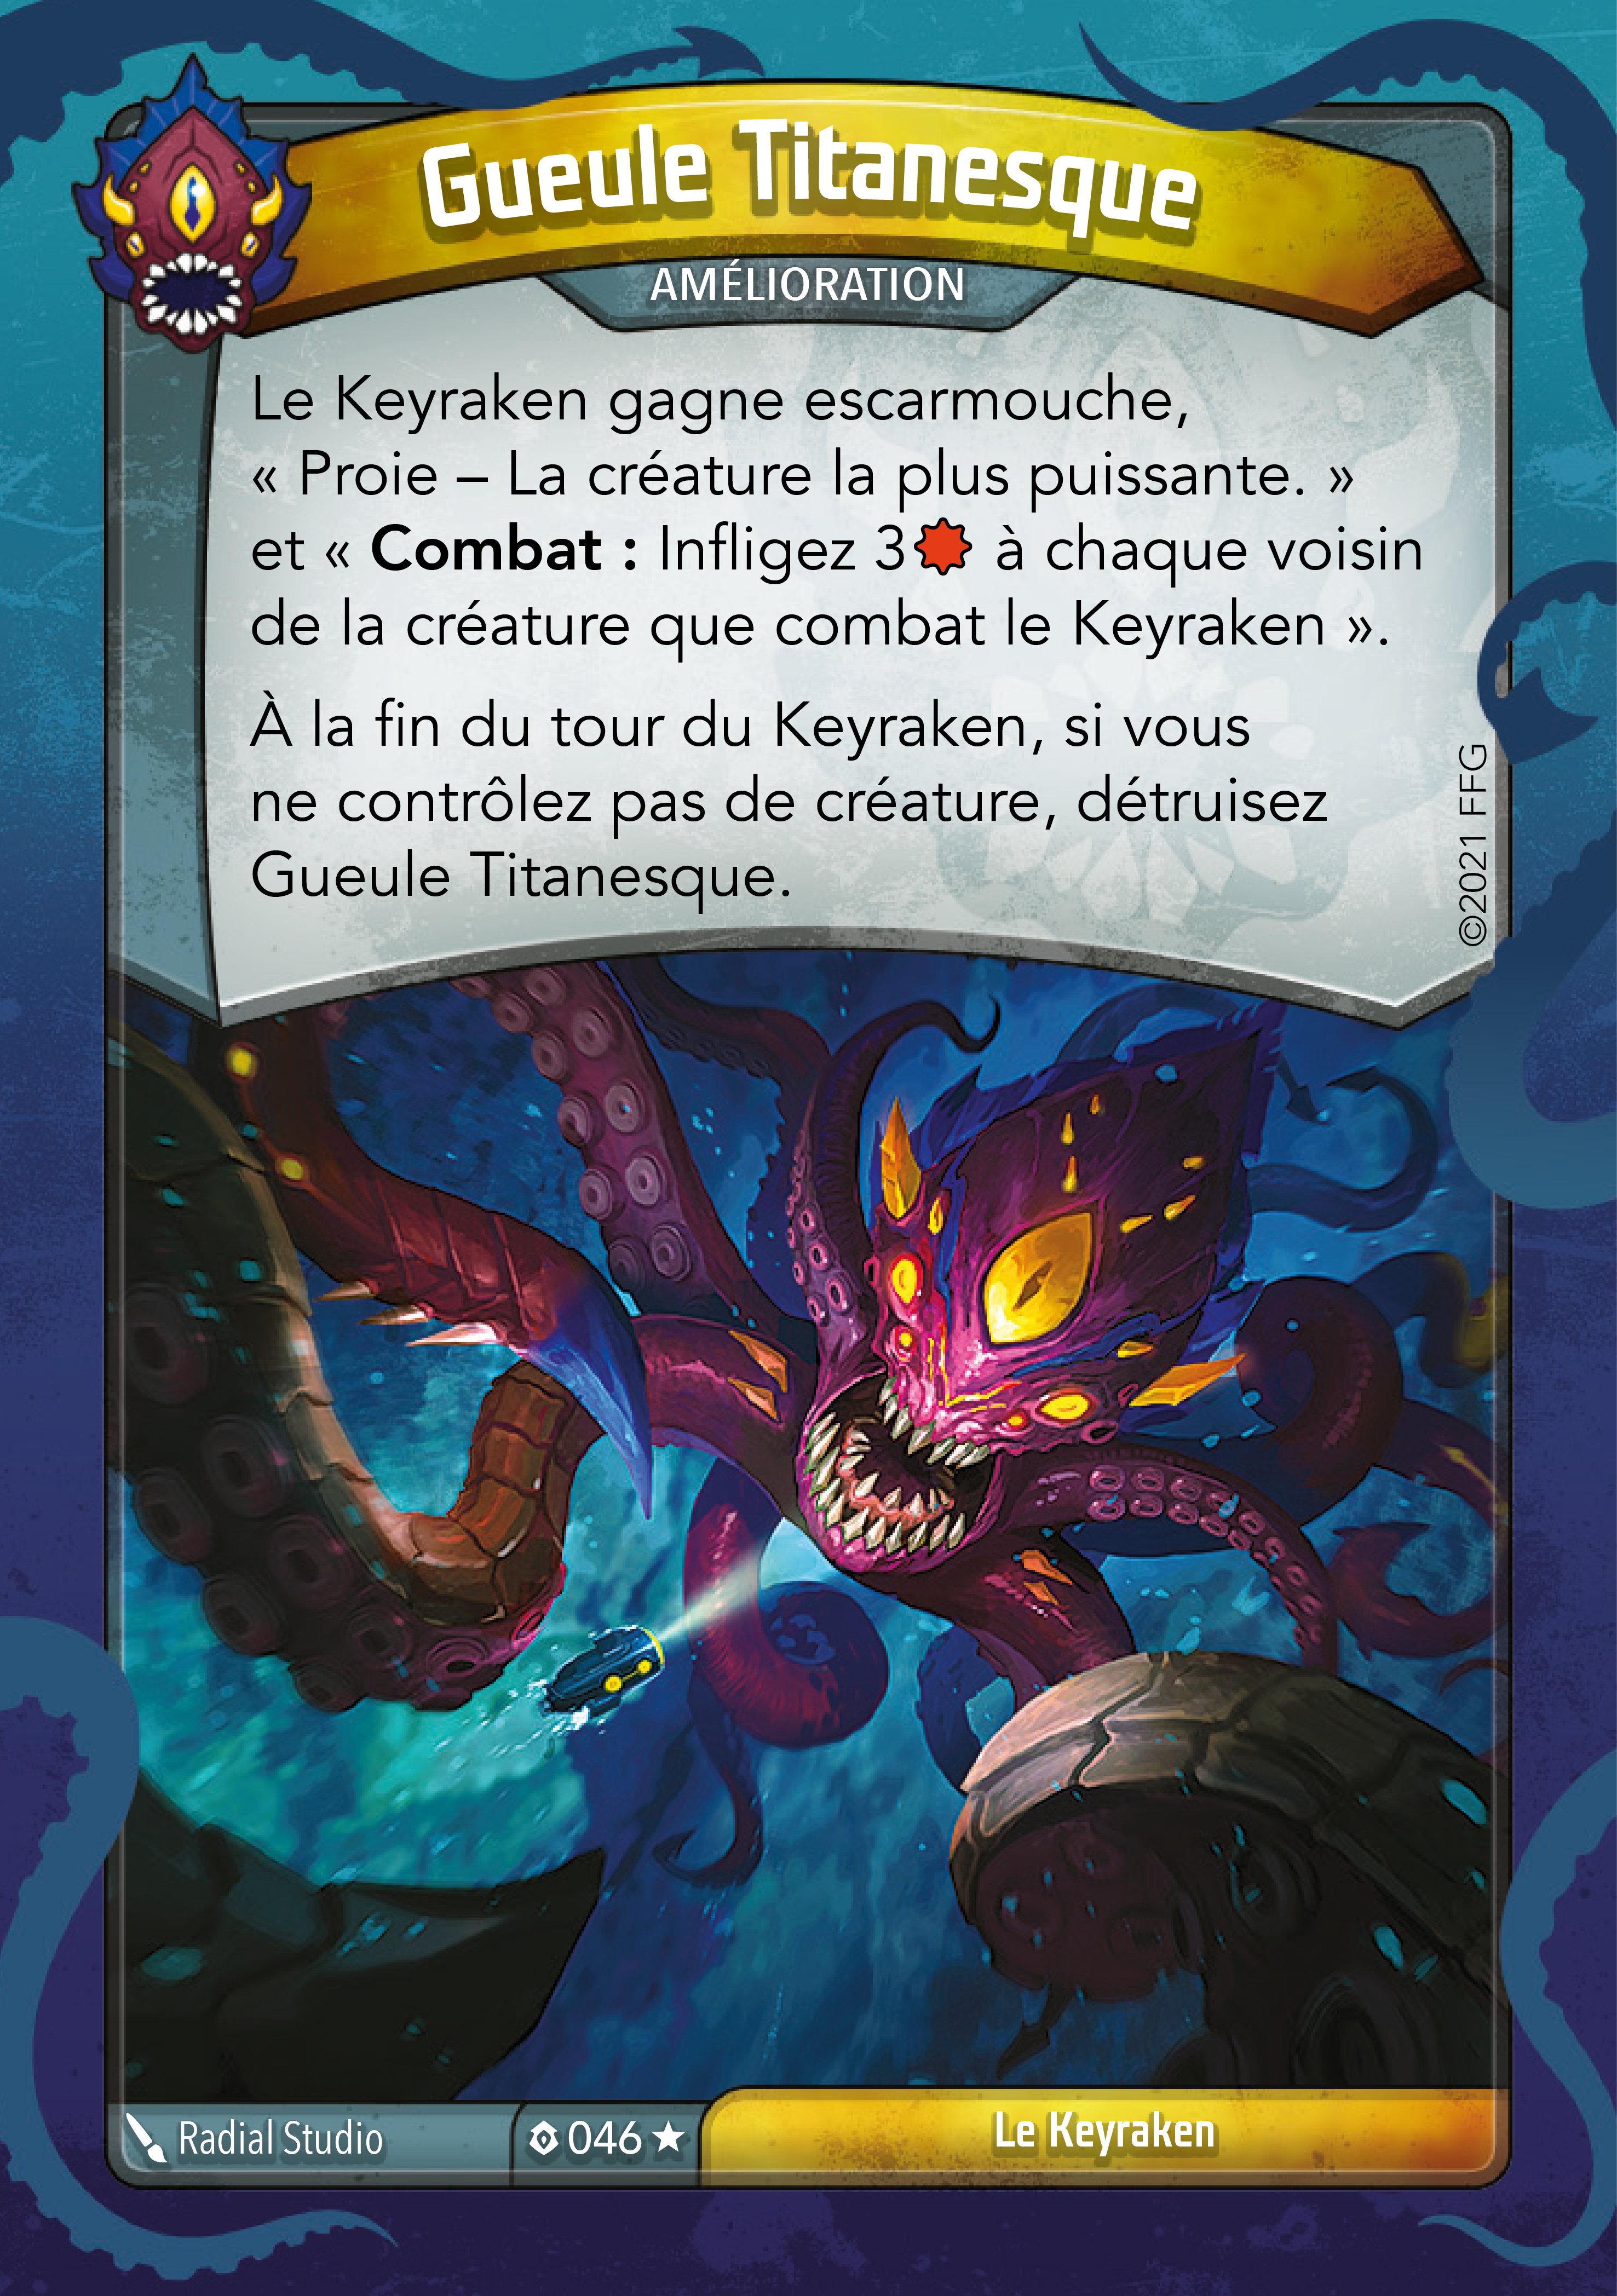 Gueule Titanesque
AMÉLIORATION
Le Keyraken gagne escarmouche,
« Proie – La créature la plus puissante. »
et « Combat : Infligez 3 à chaque voisin
de la créature que combat le Keyraken ».
À la fin du tour du Keyraken, si vous
ne contrôlez pas de créature, détruisez
Gueule Titanesque.
©2021 FFG
Radial Studio
046
Le Keyraken